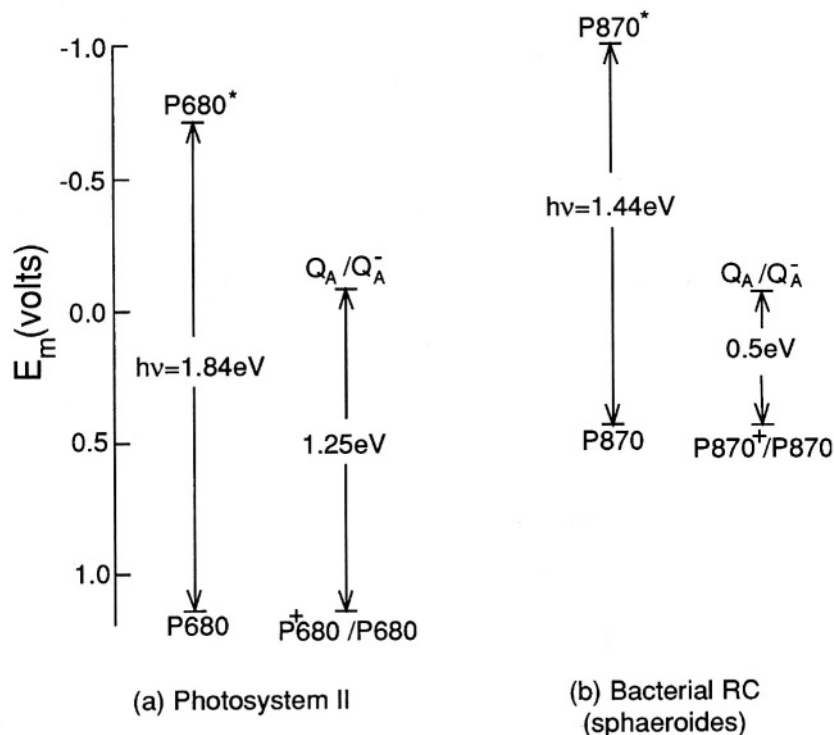 E_m(volts)
-1.0
-0.5
0.0
0.5
1.0
P680*
hν=1.84eV
P680
Q_A/Q_A^-
1.25eV
P680^+/P680
(a) Photosystem II
P870*
hν=1.44eV
P870
Q_A/Q_A^-
0.5eV
P870^+/P870
(b) Bacterial RC
(sphaeroides)